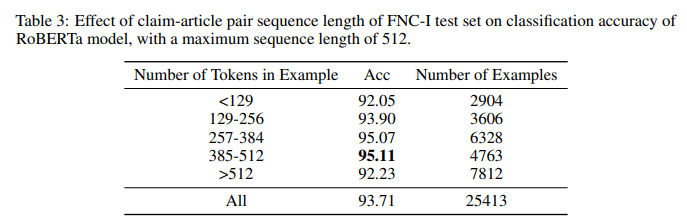 Table 3: Effect of claim-article pair sequence length of FNC-I test set on classification accuracy of
RoBERTa model, with a maximum sequence length of 512.
Number of Tokens in Example Acc Number of Examples
<129 92.05 2904
129-256 93.90 3606
257-384 95.07 6328
385-512 95.11 4763
>512 92.23 7812
All 93.71 25413